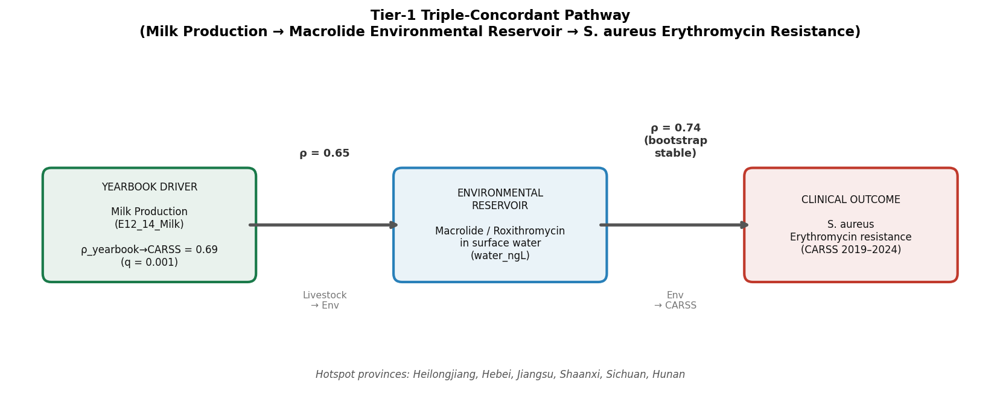 Tier-1 Triple-Concordant Pathway
(Milk Production → Macrolide Environmental Reservoir → S. aureus Erythromycin Resistance)
ρ = 0.65
ρ = 0.74
(bootstrap
stable)
YEARBOOK DRIVER
Milk Production
(E12_14_Milk)
ρ_yearbook→CARSS = 0.69
(q = 0.001)
ENVIRONMENTAL
RESERVOIR
Macrolide / Roxithromycin
in surface water
(water_ngL)
CLINICAL OUTCOME
S. aureus
Erythromycin resistance
(CARSS 2019–2024)
Livestock
→ Env
Env
→ CARSS
Hotspot provinces: Heilongjiang, Hebei, Jiangsu, Shaanxi, Sichuan, Hunan